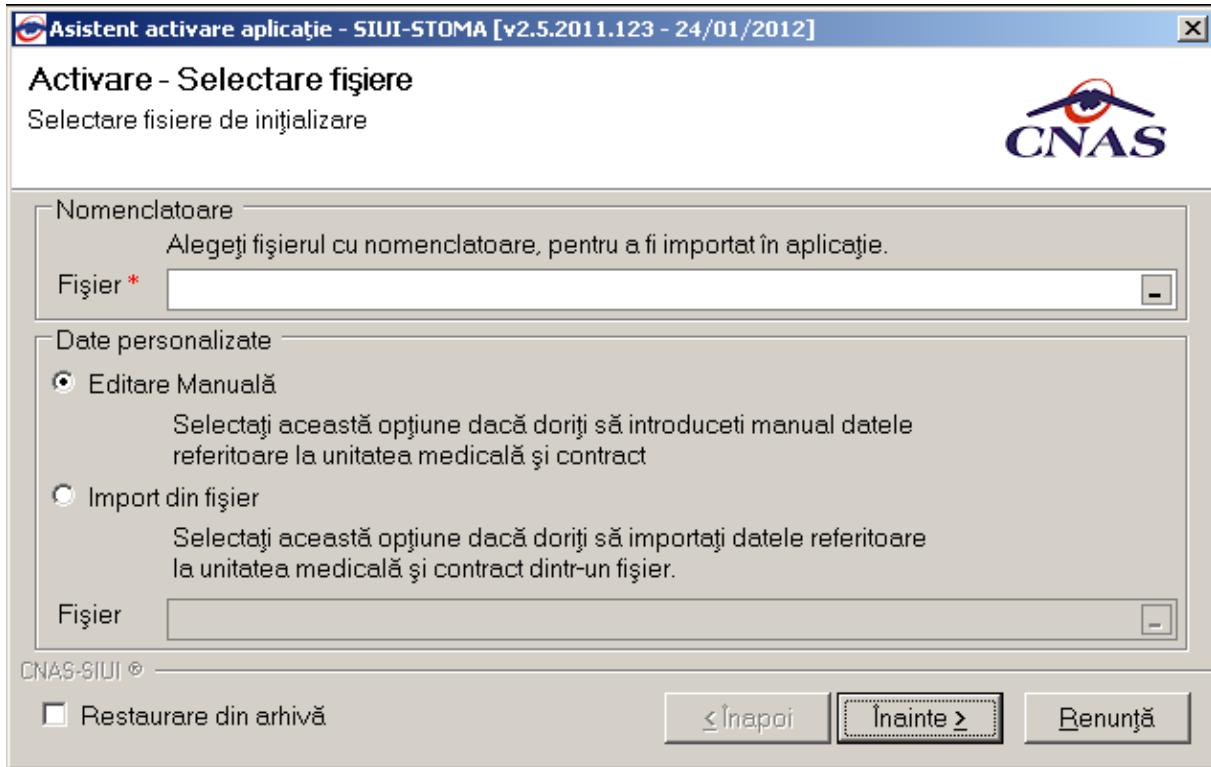 Asistent activare aplicaţie - SIUI-STOMA [v2.5.2011.123 - 24/01/2012]
Activare - Selectare fişiere
Selectare fisiere de iniţializare
CNAS
Nomenclatoare
Alegeţi fişierul cu nomenclatoare, pentru a fi importat în aplicaţie.
Fişier *
Date personalizate
Editare Manuală
Selectaţi această opţiune dacă doriţi să introduceti manual datele
referitoare la unitatea medicală şi contract
Import din fişier
Selectaţi această opţiune dacă doriţi să importaţi datele referitoare
la unitatea medicală şi contract dintr-un fişier.
Fişier
CNAS-SIUI ®
Restaurare din arhivă
< Înapoi
Înainte >
Renunţă